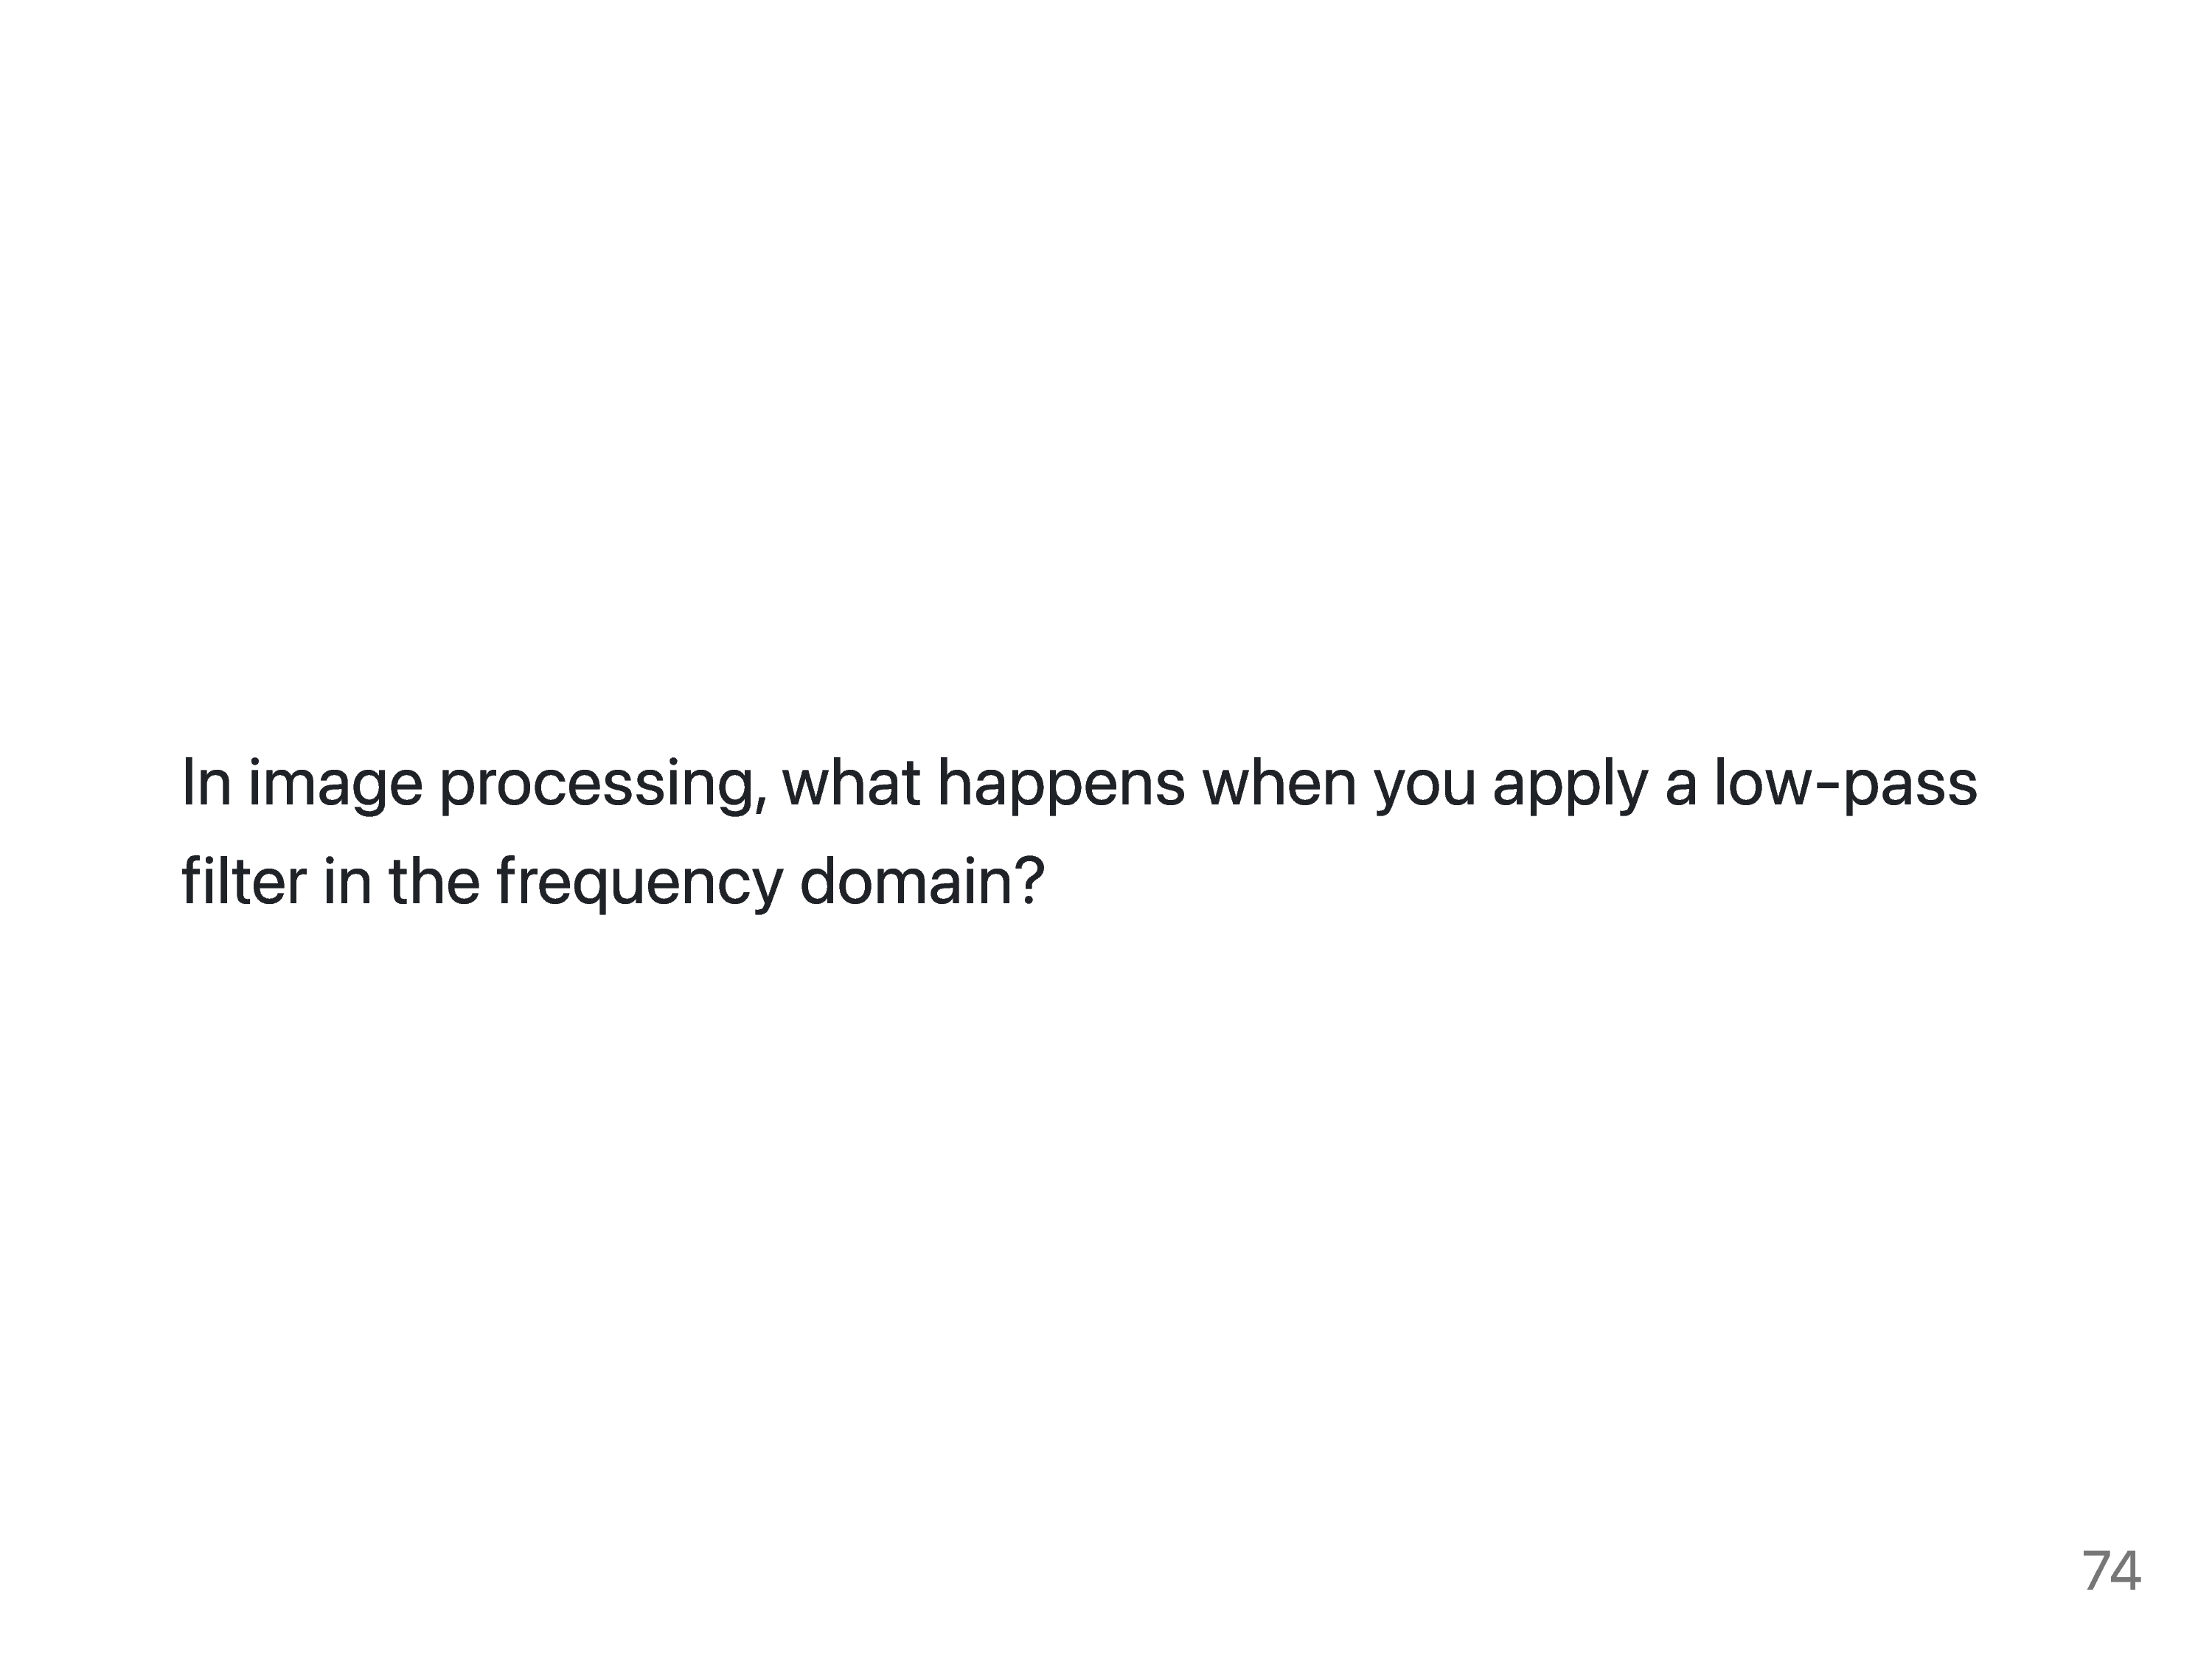 In image processing, what happens when you apply a low-pass
filter in the frequency domain?
74